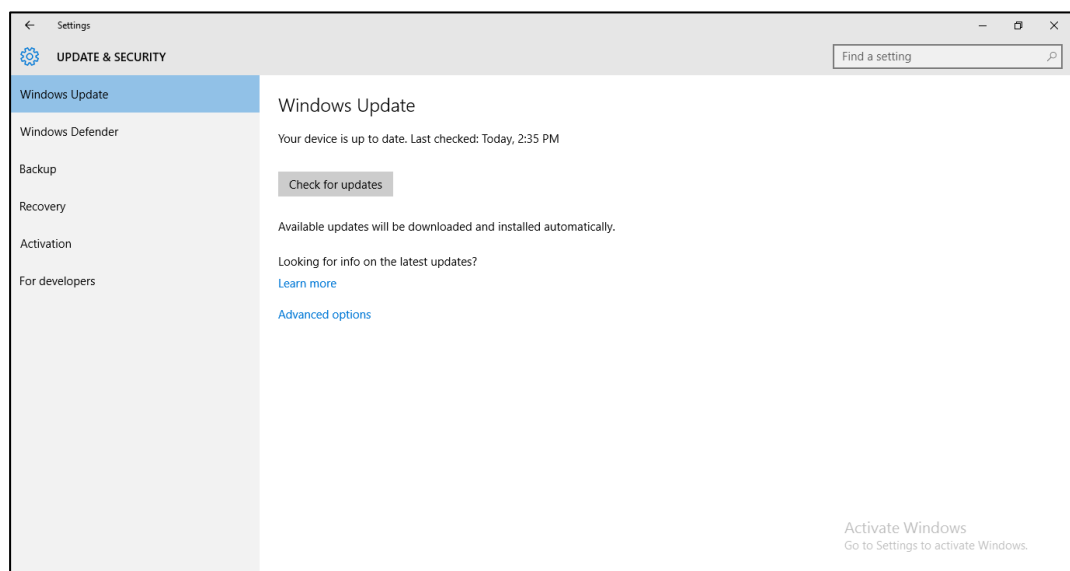 Settings
UPDATE & SECURITY
Find a setting
Windows Update
Windows Defender
Backup
Recovery
Activation
For developers
Windows Update
Your device is up to date. Last checked: Today, 2:35 PM
Check for updates
Available updates will be downloaded and installed automatically.
Looking for info on the latest updates?
Learn more
Advanced options
Activate Windows
Go to Settings to activate Windows.